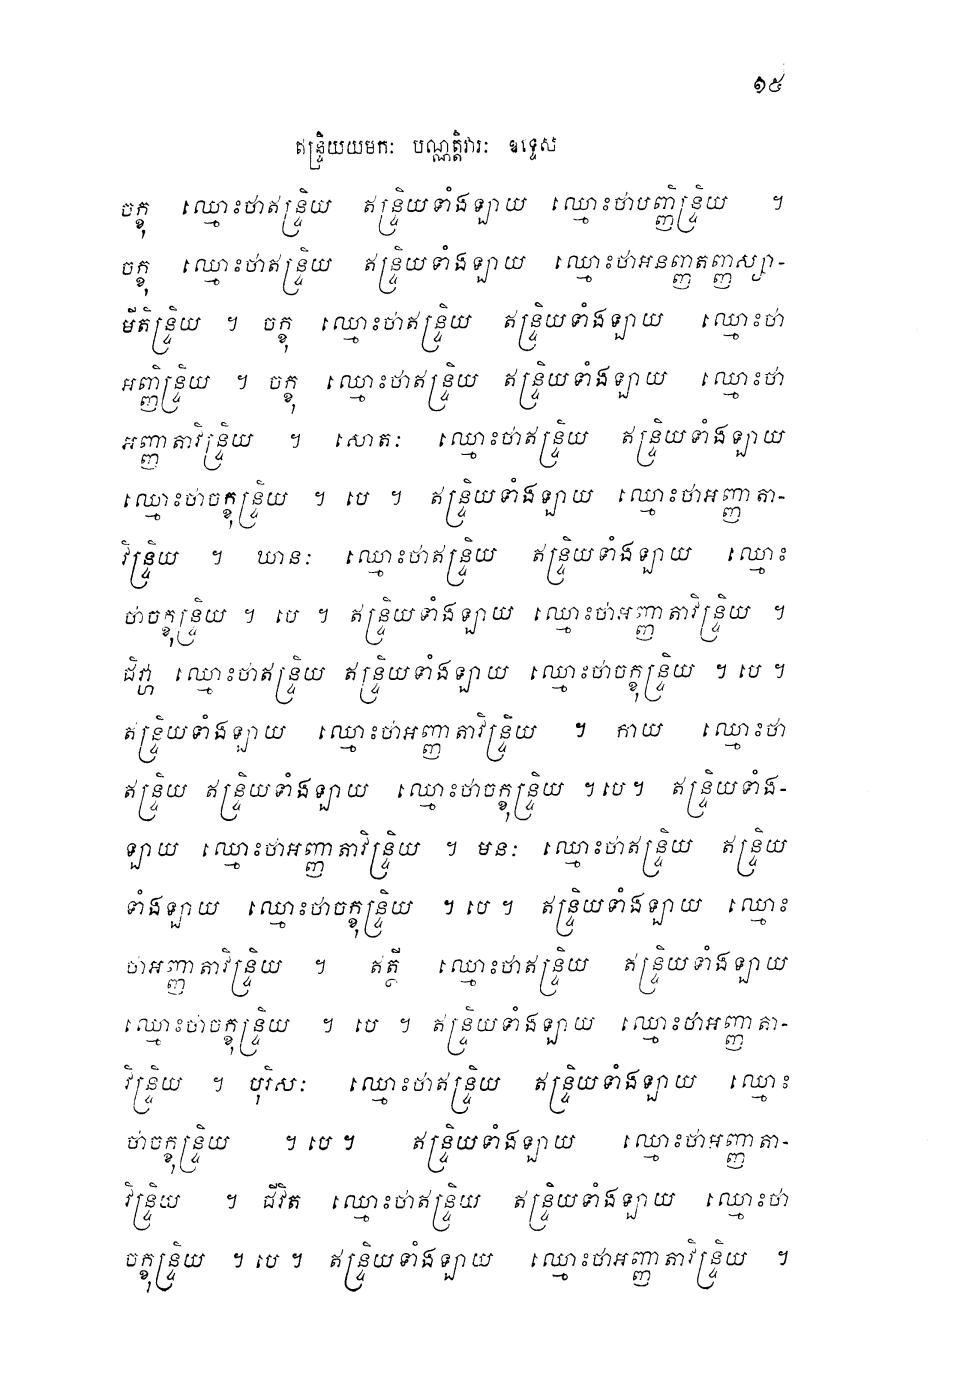 ១៥
ឥន្ទ្រិយយមកៈ បណ្ណត្តិវារៈ ឧទ្ទេស
ចក្ខុ ឈ្មោះថាឥន្ទ្រិយ ឥន្ទ្រិយទាំងឡាយ ឈ្មោះថាបញ្ញិន្ទ្រិយ ។
ចក្ខុ ឈ្មោះថាឥន្ទ្រិយ ឥន្ទ្រិយទាំងឡាយ ឈ្មោះថាអនញ្ញតញ្ញស្សា-
មីតិន្ទ្រិយ ។ ចក្ខុ ឈ្មោះថាឥន្ទ្រិយ ឥន្ទ្រិយទាំងឡាយ ឈ្មោះថា
អញ្ញិន្ទ្រិយ ។ ចក្ខុ ឈ្មោះថាឥន្ទ្រិយ ឥន្ទ្រិយទាំងឡាយ ឈ្មោះថា
អញ្ញាតាវិន្ទ្រិយ ។ សោតៈ ឈ្មោះថាឥន្ទ្រិយ ឥន្ទ្រិយទាំងឡាយ
ឈ្មោះថាចក្ខុន្ទ្រិយ ។ បេ ។ ឥន្ទ្រិយទាំងឡាយ ឈ្មោះថាអញ្ញាតា-
វិន្ទ្រិយ ។ ឃានៈ ឈ្មោះថាឥន្ទ្រិយ ឥន្ទ្រិយទាំងឡាយ ឈ្មោះ
ថាចក្ខុន្ទ្រិយ ។ បេ ។ ឥន្ទ្រិយទាំងឡាយ ឈ្មោះថាអញ្ញាតាវិន្ទ្រិយ ។
ជិវ្ហា ឈ្មោះថាឥន្ទ្រិយ ឥន្ទ្រិយទាំងឡាយ ឈ្មោះថាចក្ខុន្ទ្រិយ ។ បេ ។
ឥន្ទ្រិយទាំងឡាយ ឈ្មោះថាអញ្ញាតាវិន្ទ្រិយ ។ កាយ ឈ្មោះថា
ឥន្ទ្រិយ ឥន្ទ្រិយទាំងឡាយ ឈ្មោះថាចក្ខុន្ទ្រិយ ។ បេ ។ ឥន្ទ្រិយទាំង-
ឡាយ ឈ្មោះថាអញ្ញាតាវិន្ទ្រិយ ។ មនៈ ឈ្មោះថាឥន្ទ្រិយ ឥន្ទ្រិយ
ទាំងឡាយ ឈ្មោះថាចក្ខុន្ទ្រិយ ។ បេ ។ ឥន្ទ្រិយទាំងឡាយ ឈ្មោះ
ថាអញ្ញាតាវិន្ទ្រិយ ។ ឥត្ថី ឈ្មោះថាឥន្ទ្រិយ ឥន្ទ្រិយទាំងឡាយ
ឈ្មោះថាចក្ខុន្ទ្រិយ ។ បេ ។ ឥន្ទ្រិយទាំងឡាយ ឈ្មោះថាអញ្ញាតា-
វិន្ទ្រិយ ។ បុរិសៈ ឈ្មោះថាឥន្ទ្រិយ ឥន្ទ្រិយទាំងឡាយ ឈ្មោះ
ថាចក្ខុន្ទ្រិយ ។ បេ ។ ឥន្ទ្រិយទាំងឡាយ ឈ្មោះថាអញ្ញាតា-
វិន្ទ្រិយ ។ ជីវិត ឈ្មោះថាឥន្ទ្រិយ ឥន្ទ្រិយទាំងឡាយ ឈ្មោះថា
ចក្ខុន្ទ្រិយ ។ បេ ។ ឥន្ទ្រិយទាំងឡាយ ឈ្មោះថាអញ្ញាតាវិន្ទ្រិយ ។